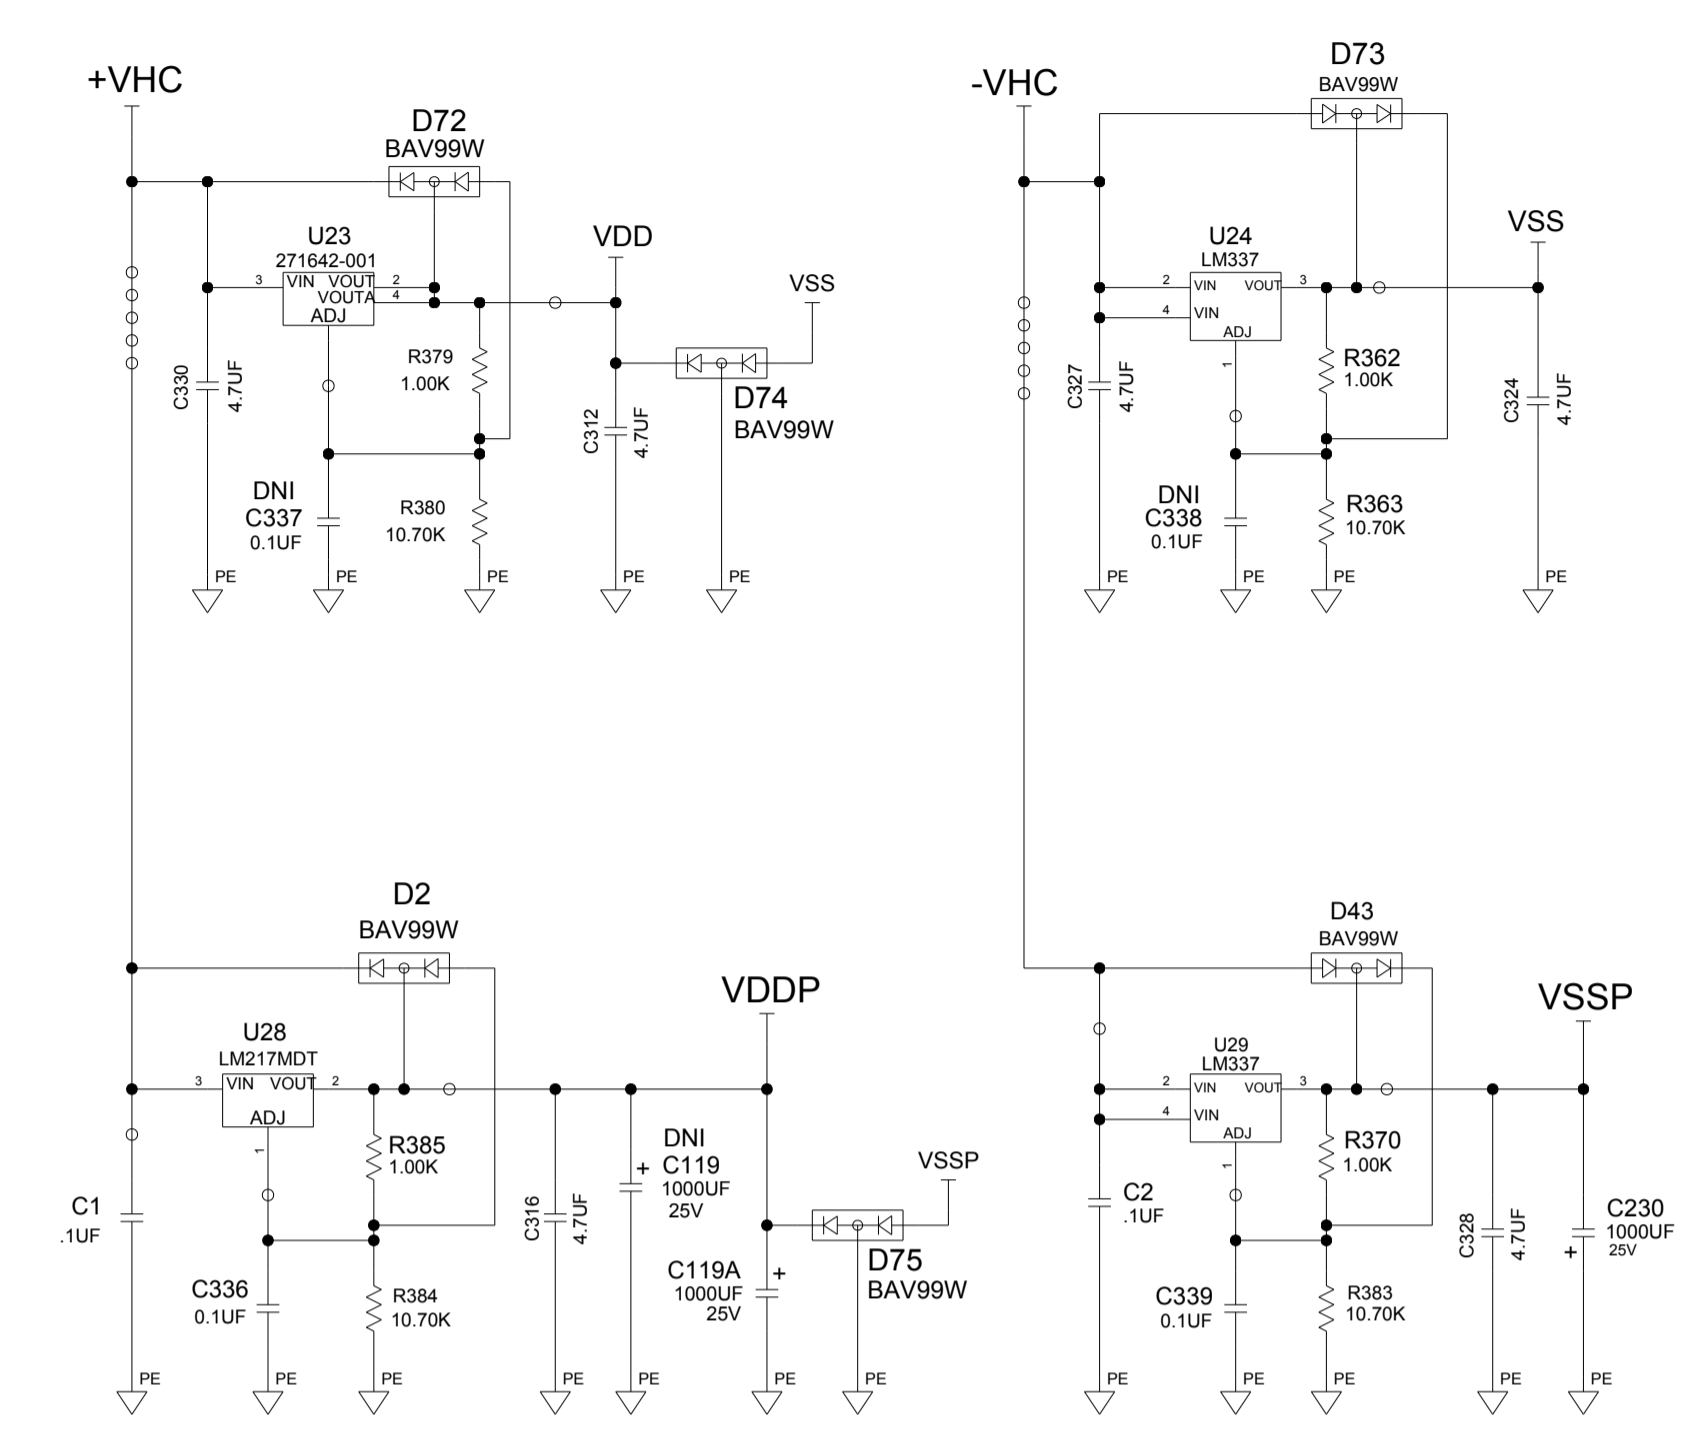 +VHC
D72
BAV99W
U23
271642-001
3
VIN
VOUT
2
VOUTA
4
ADJ
VDD
VSS
R379
1.00K
C330
4.7UF
C312
4.7UF
D74
BAV99W
DNI
C337
0.1UF
R380
10.70K
PE
PE
PE
PE
PE
-VHC
D73
BAV99W
U24
LM337
2
VIN
VOUT
3
4
VIN
ADJ
1
VSS
R362
1.00K
C327
4.7UF
C324
4.7UF
DNI
C338
0.1UF
R363
10.70K
PE
PE
PE
PE
D2
BAV99W
U28
LM217MDT
3
VIN
VOUT
2
ADJ
1
VDDP
R385
1.00K
C1
.1UF
C316
4.7UF
DNI
+
C119
1000UF
25V
VSSP
C119A
+
1000UF
25V
D75
BAV99W
C336
0.1UF
R384
10.70K
PE
PE
PE
PE
PE
PE
PE
D43
BAV99W
U29
LM337
2
VIN
VOUT
3
4
VIN
ADJ
1
VSSP
R370
1.00K
C2
.1UF
C328
4.7UF
C230
1000UF
+
25V
C339
0.1UF
R383
10.70K
PE
PE
PE
PE
PE